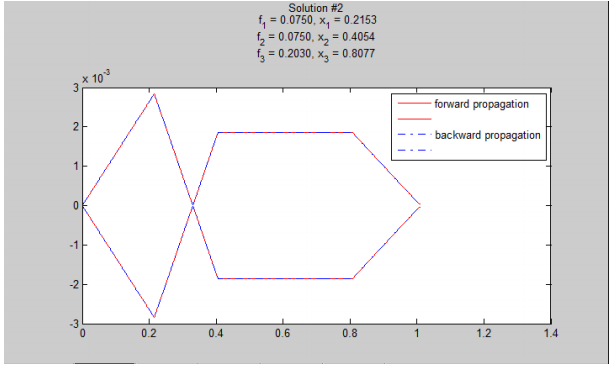 Solution #2
f1 = 0.0750, x1 = 0.2153
f2 = 0.0750, x2 = 0.4054
f3 = 0.2030, x3 = 0.8077
x 10^-3
3
2
1
0
-1
-2
-3
0 0.2 0.4 0.6 0.8 1 1.2 1.4
forward propagation
backward propagation